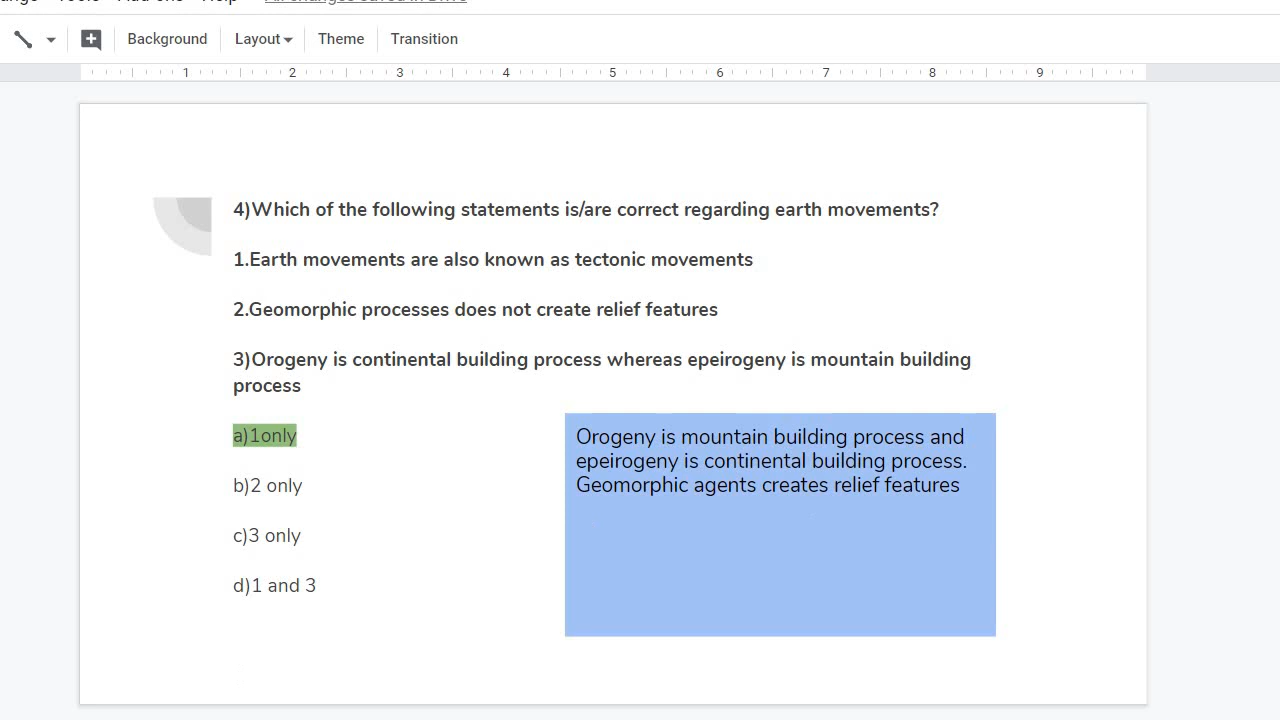 Background Layout Theme Transition
1 2 3 4 5 6 7 8 9
4)Which of the following statements is/are correct regarding earth movements?
1.Earth movements are also known as tectonic movements
2.Geomorphic processes does not create relief features
3)Orogeny is continental building process whereas epeirogeny is mountain building
process
a)1only
b)2 only
c)3 only
d)1 and 3
Orogeny is mountain building process and
epeirogeny is continental building process.
Geomorphic agents creates relief features